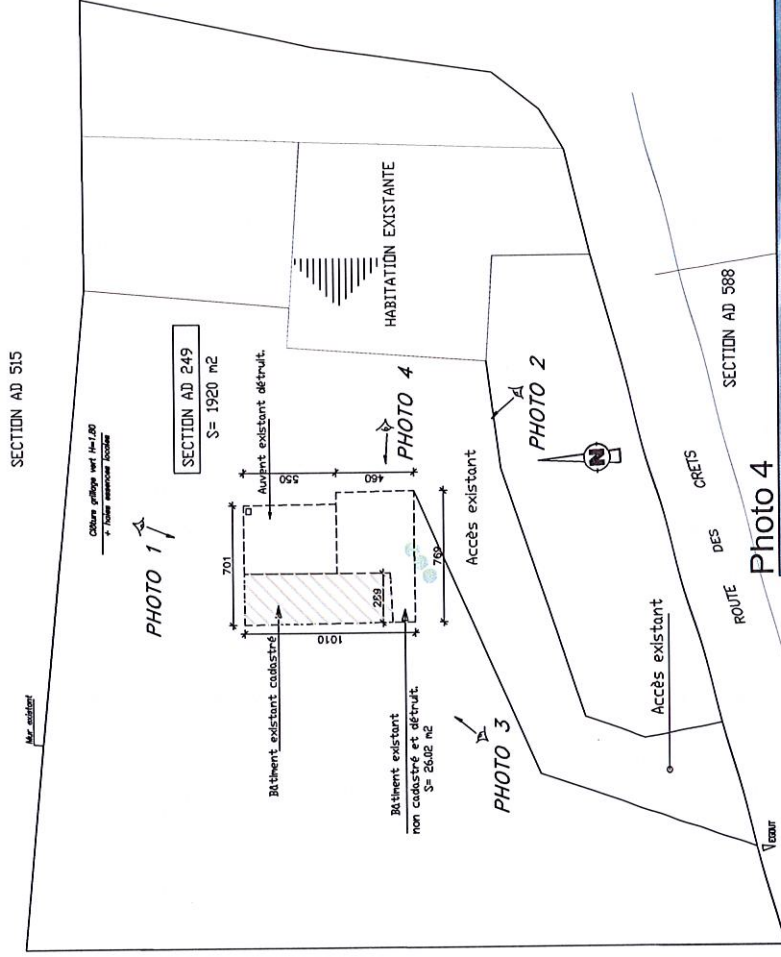 SECTION AD 515
Mur existant
Clôture grillage vert H=1.80
+ haies essences locales
SECTION AD 249
S= 1920 m2
PHOTO 1
Auvent existant détruit.
701
550
460
1010
289
769
Bâtiment existant cadastré
Bâtiment existant
non cadastré et détruit.
S= 26.02 m2
HABITATION EXISTANTE
PHOTO 4
PHOTO 2
PHOTO 3
Accès existant
N
Accès existant
ROUTE DES CRETS
SECTION AD 588
EGOUT
Photo 4